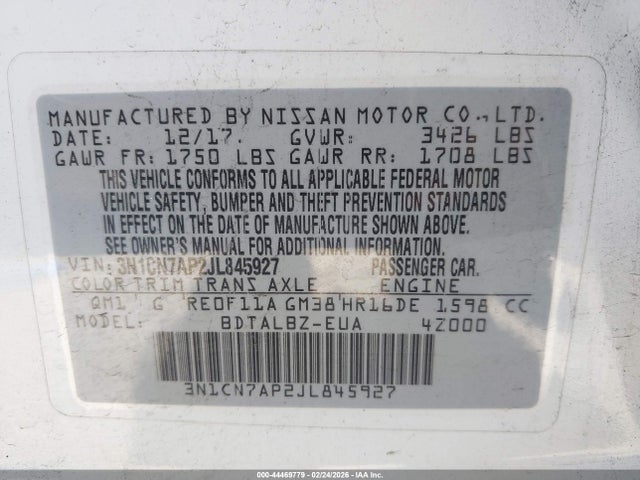 MANUFACTURED BY NISSAN MOTOR CO.,LTD.
DATE: 12/17. GVWR: 3426 LBS
GAWR FR: 1750 LBS GAWR RR: 1708 LBS
THIS VEHICLE CONFORMS TO ALL APPLICABLE FEDERAL MOTOR
VEHICLE SAFETY, BUMPER AND THEFT PREVENTION STANDARDS
IN EFFECT ON THE DATE OF MANUFACTURE SHOWN ABOVE.
SEE OWNER'S MANUAL FOR ADDITIONAL INFORMATION.
VIN: 3N1CN7AP2JL845927 PASSENGER CAR.
COLOR TRIM TRANS AXLE ENGINE
QM1 G RE0F11A GM38 HR16DE 1,598 CC
MODEL: BDTALBZ-EUA 4Z000
3N1CN7AP2JL845927
000-44469779 02/24/2026 IAA Corp.